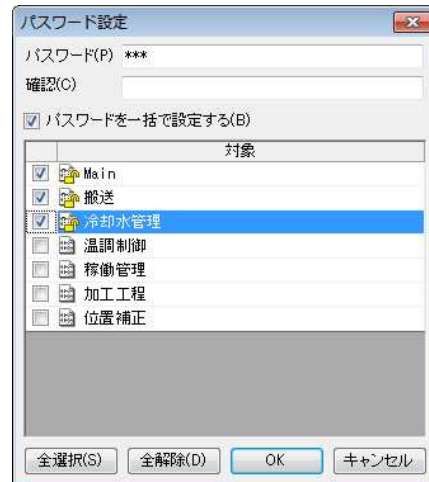 パスワード設定
パスワード(P) ***
確認(C)
パスワードを一括で設定する(B)
対象
Main
搬送
冷却水管理
温調制御
稼働管理
加工工程
位置補正
全選択(S) 全解除(D) OK キャンセル